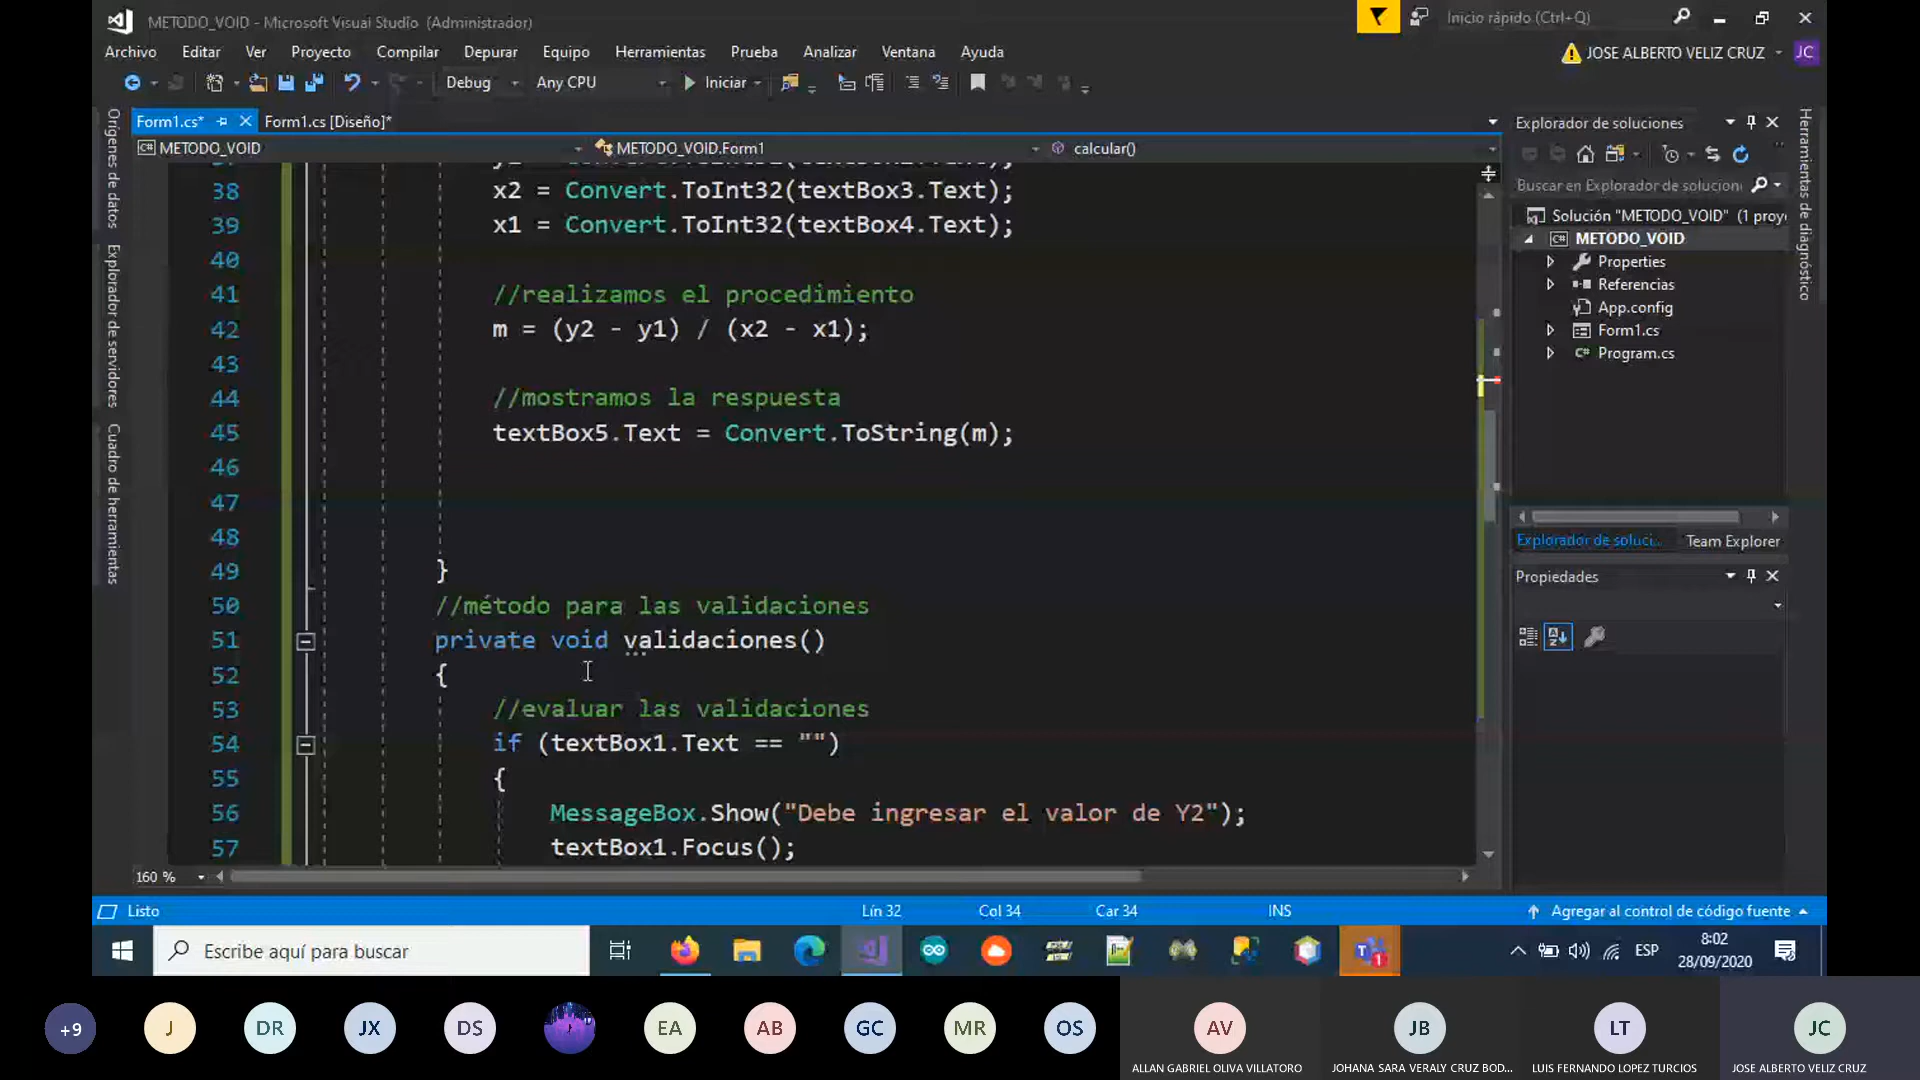 METODO_VOID - Microsoft Visual Studio (Administrador)
Inicio rápido (Ctrl+Q)
Archivo Editar Ver Proyecto Compilar Depurar Equipo Herramientas Prueba Analizar Ventana Ayuda
JOSE ALBERTO VELIZ CRUZ JC
Debug Any CPU Iniciar
Form1.cs* Form1.cs [Diseño]*
METODO_VOID METODO_VOID.Form1 calcular()
Orígenes de datos
Explorador de servidores
Cuadro de herramientas
38 x2 = Convert.ToInt32(textBox3.Text);
39 x1 = Convert.ToInt32(textBox4.Text);
40
41 //realizamos el procedimiento
42 m = (y2 - y1) / (x2 - x1);
43
44 //mostramos la respuesta
45 textBox5.Text = Convert.ToString(m);
46
47
48
49 }
50 //método para las validaciones
51 private void validaciones()
52 {
53 //evaluar las validaciones
54 if (textBox1.Text == "")
55 {
56 MessageBox.Show("Debe ingresar el valor de Y2");
57 textBox1.Focus();
160 %
Explorador de soluciones
Buscar en Explorador de solucion
Solución "METODO_VOID" (1 proye
METODO_VOID
Properties
Referencias
App.config
Form1.cs
Program.cs
Explorador de soluci... Team Explorer
Propiedades
Herramientas de diagnóstico
Listo Lín 32 Col 34 Car 34 INS Agregar al control de código fuente
Escribe aquí para buscar
ESP
8:02
28/09/2020
+9 J DR JX DS EA AB GC MR OS AV JB LT JC
ALLAN GABRIEL OLIVA VILLATORO JOHANA SARA VERALY CRUZ BOD... LUIS FERNANDO LOPEZ TURCIOS JOSE ALBERTO VELIZ CRUZ